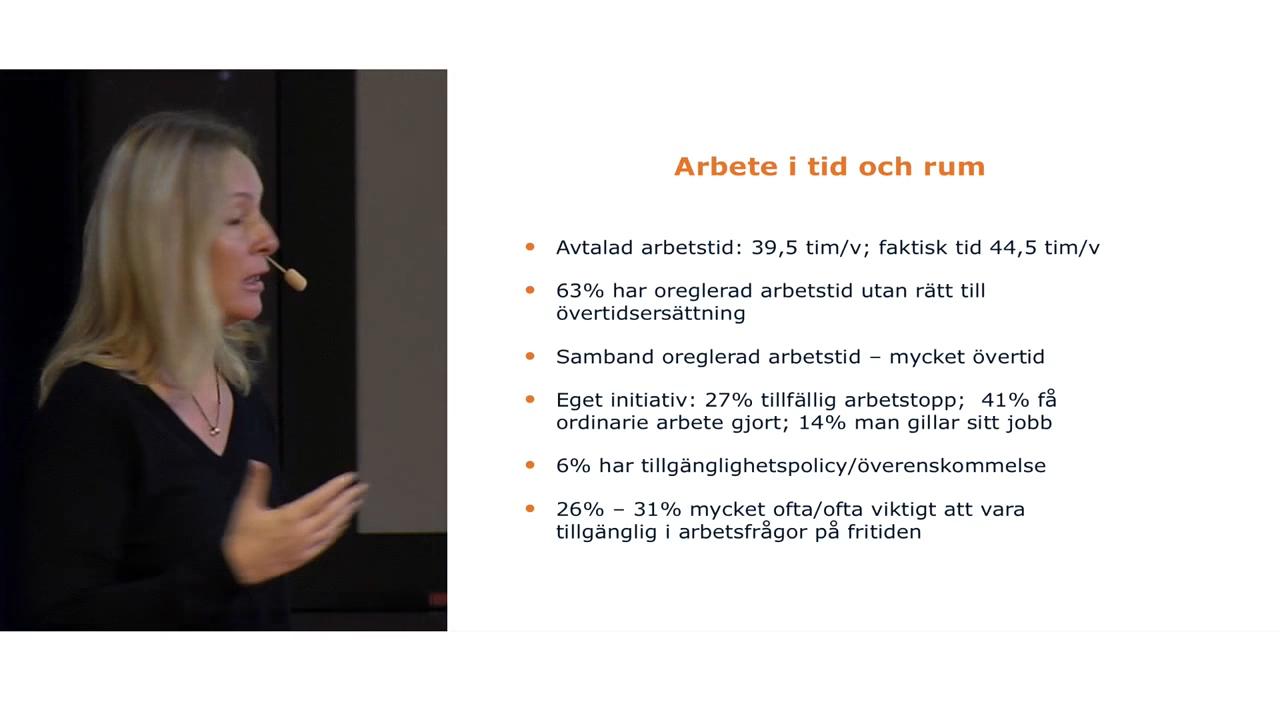 Arbete i tid och rum
Avtalad arbetstid: 39,5 tim/v; faktisk tid 44,5 tim/v
63% har oreglerad arbetstid utan rätt till
övertidsersättning
Samband oreglerad arbetstid – mycket övertid
Eget initiativ: 27% tillfällig arbetstopp;  41% få
ordinarie arbete gjort; 14% man gillar sitt jobb
6% har tillgänglighetspolicy/överenskommelse
26% – 31% mycket ofta/ofta viktigt att vara
tillgänglig i arbetsfrågor på fritiden